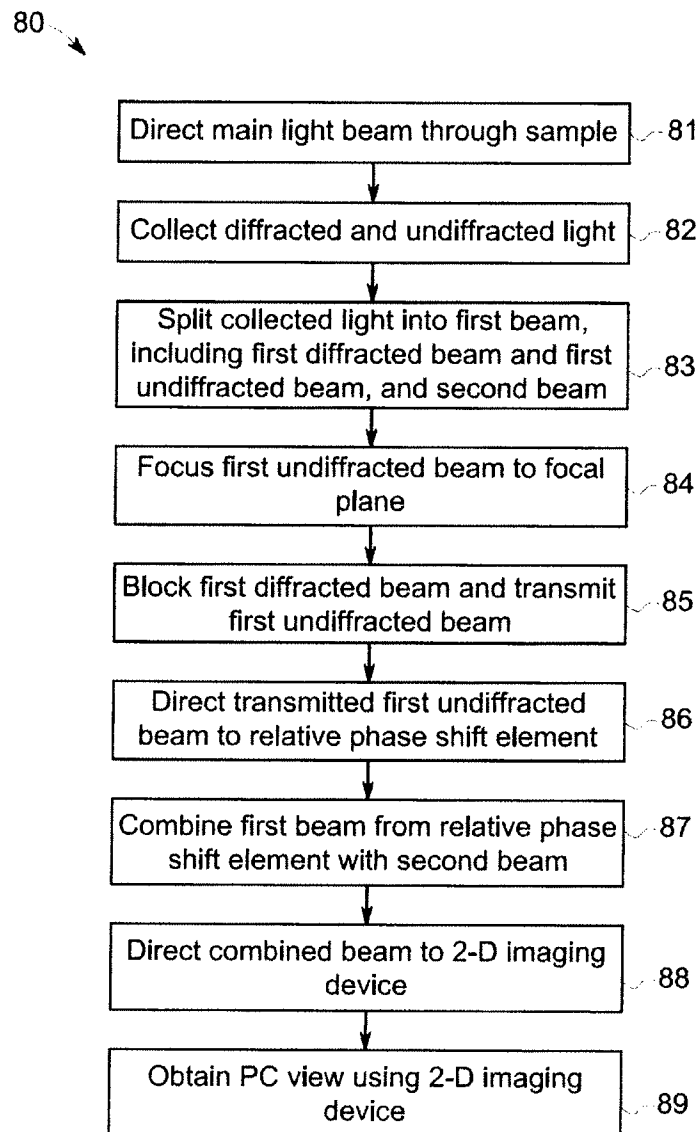 80
Direct main light beam through sample 81
Collect diffracted and undiffracted light 82
Split collected light into first beam,
including first diffracted beam and first
undiffracted beam, and second beam 83
Focus first undiffracted beam to focal
plane 84
Block first diffracted beam and transmit
first undiffracted beam 85
Direct transmitted first undiffracted
beam to relative phase shift element 86
Combine first beam from relative phase
shift element with second beam 87
Direct combined beam to 2-D imaging
device 88
Obtain PC view using 2-D imaging
device 89